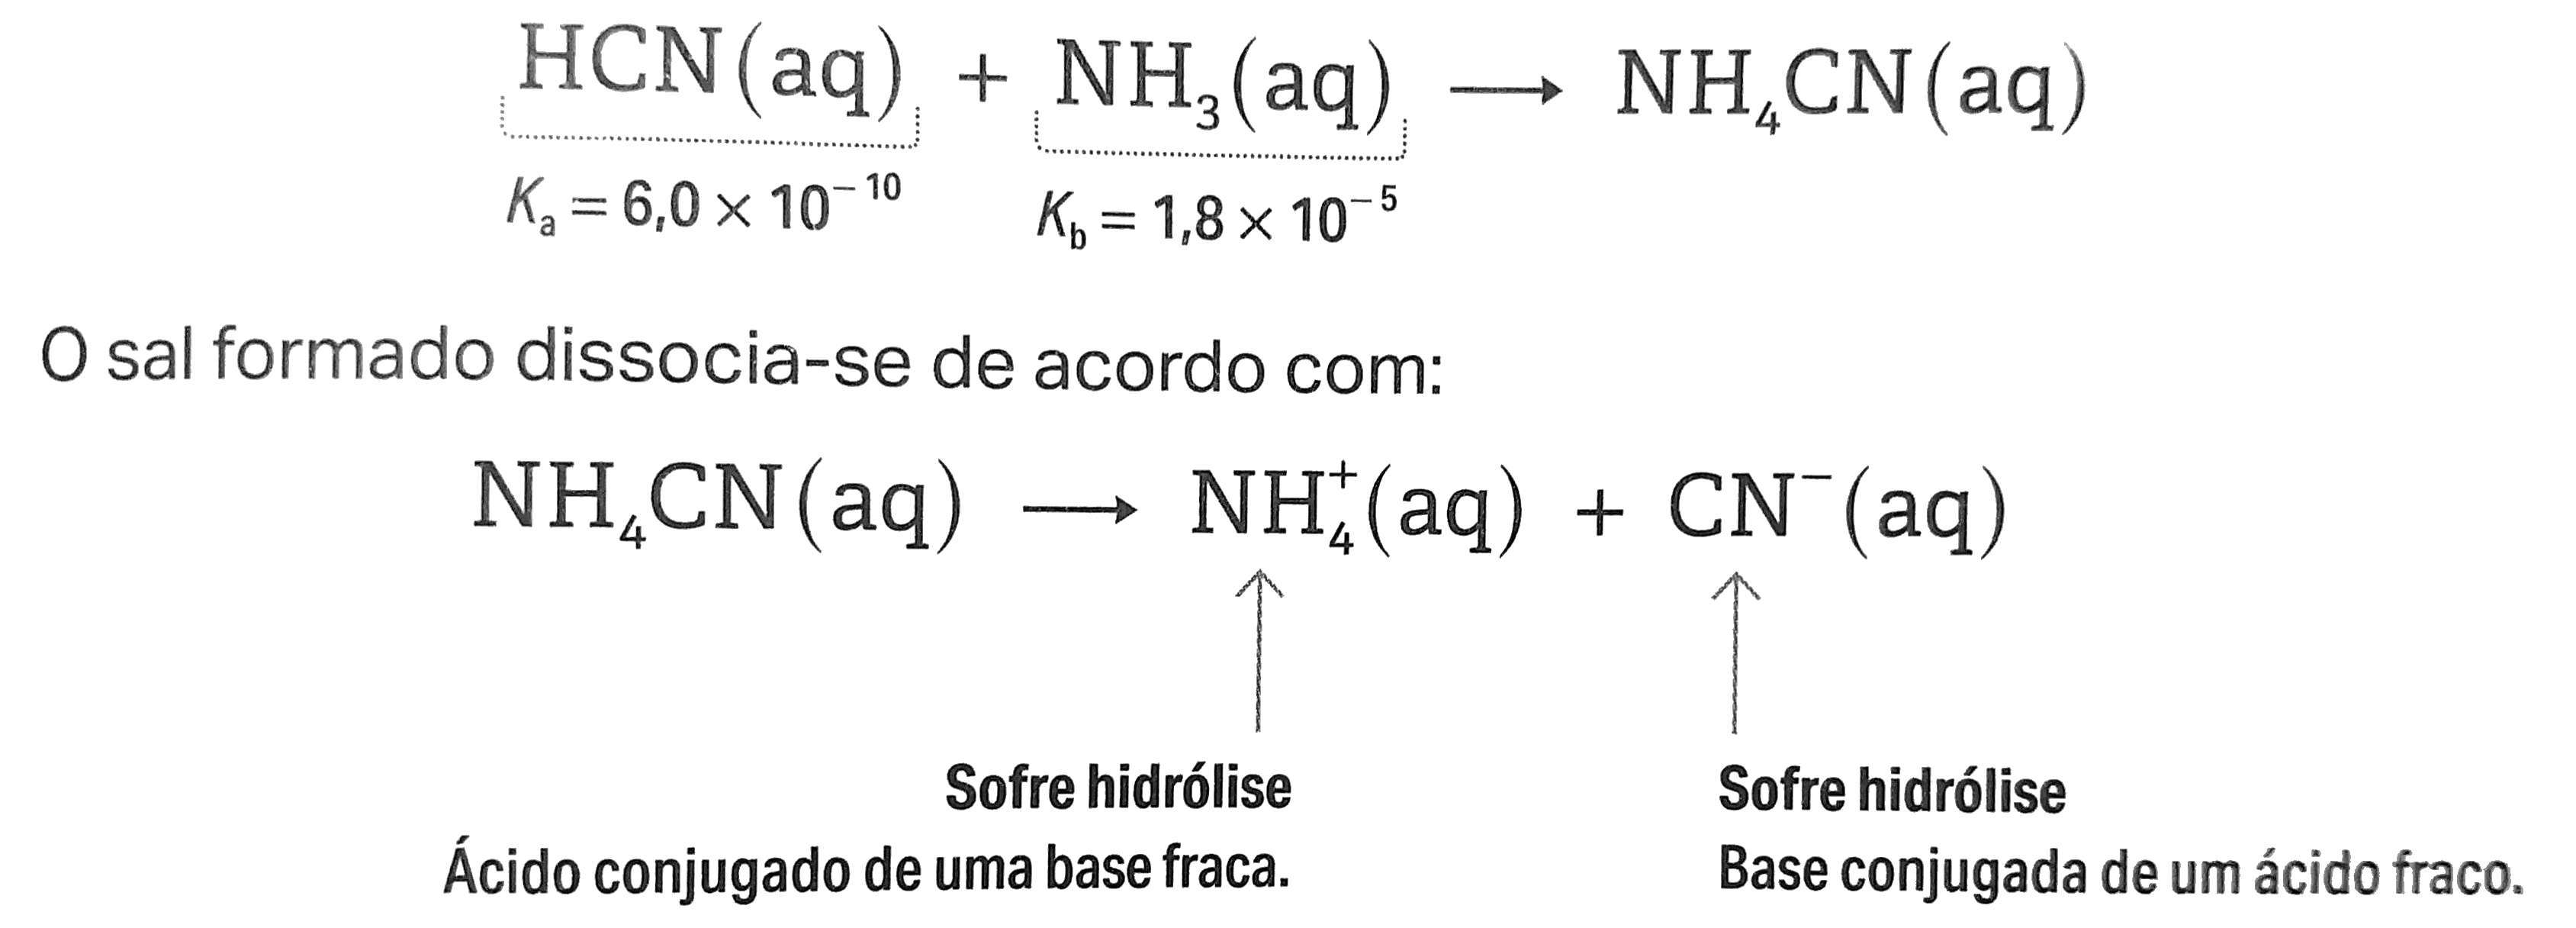 HCN(aq) + NH₃(aq) ⟶ NH₄CN(aq)
Kₐ = 6,0 × 10⁻¹⁰ K_b = 1,8 × 10⁻⁵
O sal formado dissocia-se de acordo com:
NH₄CN(aq) ⟶ NH₄⁺(aq) + CN⁻(aq)
Sofre hidrólise Sofre hidrólise
Ácido conjugado de uma base fraca. Base conjugada de um ácido fraco.